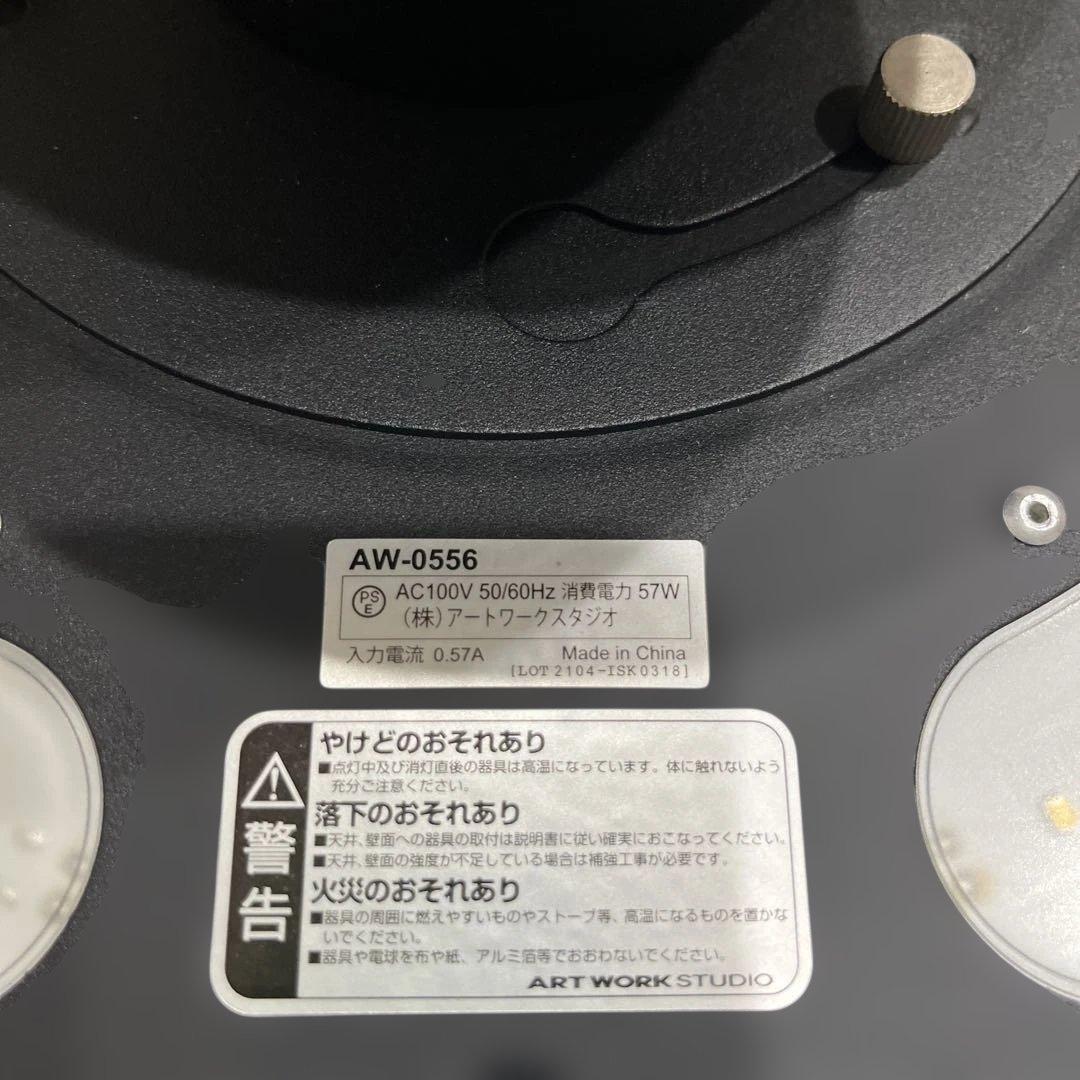 AW-0556
PSE AC100V 50/60Hz 消費電力 57W
（株）アートワークスタジオ
入力電流 0.57A Made in China
[LOT 2104-ISK0318]
警告
やけどのおそれあり
■点灯中及び消灯直後の器具は高温になっています。体に触れないよう
充分ご注意ください。
落下のおそれあり
■天井、壁面への器具の取付は説明書に従い確実におこなってください。
■天井、壁面の強度が不足している場合は補強工事が必要です。
火災のおそれあり
■器具の周囲に燃えやすいものやストーブ等、高温になるものを置かな
いでください。
■器具や電球を布や紙、アルミ箔等でおおわないでください。
ART WORK STUDIO